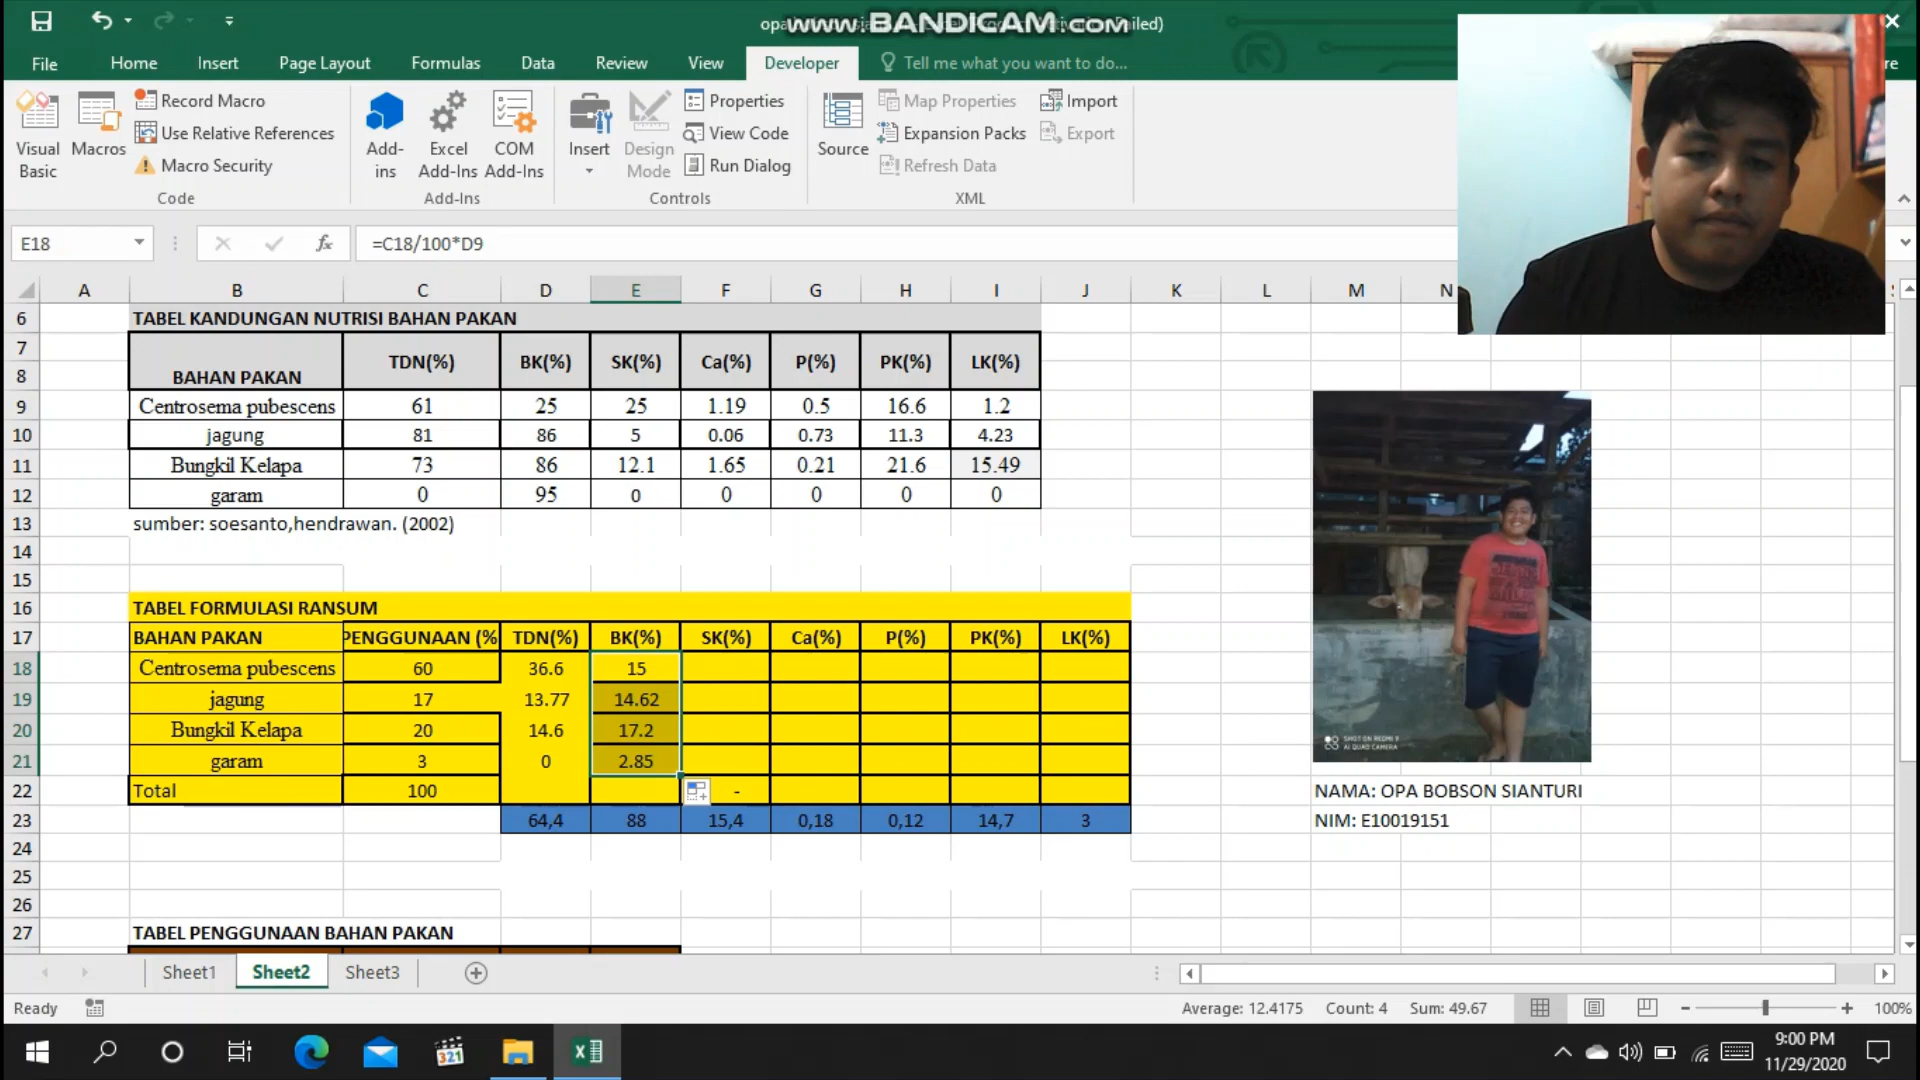 www.BANDICAM.com
File Home Insert Page Layout Formulas Data Review View Developer Tell me what you want to do...
Visual Basic
Macros
Record Macro
Use Relative References
Macro Security
Code
Add-ins
Excel Add-Ins
COM Add-Ins
Add-Ins
Insert
Design Mode
Properties
View Code
Run Dialog
Controls
Source
Map Properties
Expansion Packs
Refresh Data
Import
Export
XML
E18 fx =C18/100*D9
A B C D E F G H I J K L M N
6 TABEL KANDUNGAN NUTRISI BAHAN PAKAN
7 TDN(%) BK(%) SK(%) Ca(%) P(%) PK(%) LK(%)
8 BAHAN PAKAN
9 Centrosema pubescens 61 25 25 1.19 0.5 16.6 1.2
10 jagung 81 86 5 0.06 0.73 11.3 4.23
11 Bungkil Kelapa 73 86 12.1 1.65 0.21 21.6 15.49
12 garam 0 95 0 0 0 0 0
13 sumber: soesanto,hendrawan. (2002)
14
15
16 TABEL FORMULASI RANSUM
17 BAHAN PAKAN PENGGUNAAN (% TDN(%) BK(%) SK(%) Ca(%) P(%) PK(%) LK(%)
18 Centrosema pubescens 60 36.6 15
19 jagung 17 13.77 14.62
20 Bungkil Kelapa 20 14.6 17.2
21 garam 3 0 2.85
22 Total 100 -
23 64,4 88 15,4 0,18 0,12 14,7 3
24
25
26
27 TABEL PENGGUNAAN BAHAN PAKAN
SHOT ON REDMI 9
AI QUAD CAMERA
NAMA: OPA BOBSON SIANTURI
NIM: E10019151
Sheet1 Sheet2 Sheet3
Ready Average: 12.4175 Count: 4 Sum: 49.67 100%
321
9:00 PM
11/29/2020